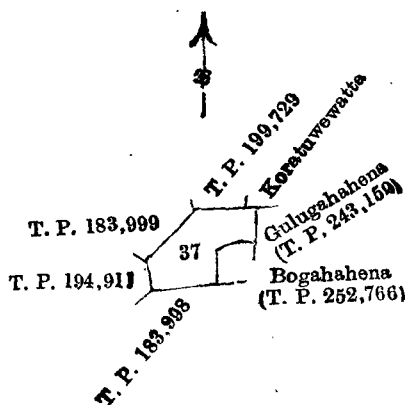 T. P. 199,729
Koratuwewatta
T. P. 183,999
Gulugahahena
(T. P. 243,159)
37
T. P. 194,911
Bogahahena
(T. P. 252,766)
T. P. 183,998